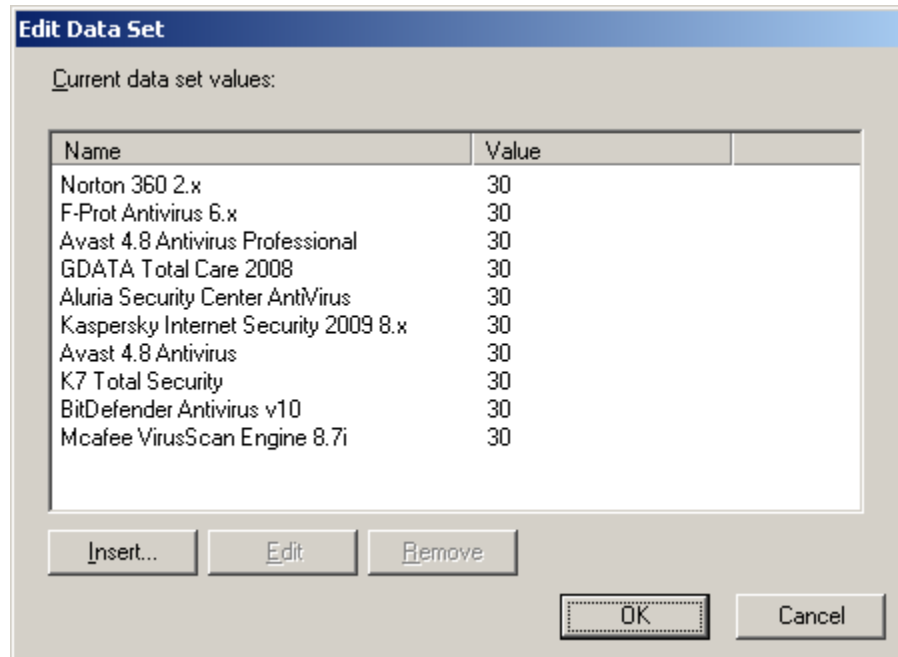 Edit Data Set
Current data set values:
Name Value
Norton 360 2.x 30
F-Prot Antivirus 6.x 30
Avast 4.8 Antivirus Professional 30
GDATA Total Care 2008 30
Aluria Security Center AntiVirus 30
Kaspersky Internet Security 2009 8.x 30
Avast 4.8 Antivirus 30
K7 Total Security 30
BitDefender Antivirus v10 30
Mcafee VirusScan Engine 8.7i 30
Insert... Edit Remove
OK Cancel